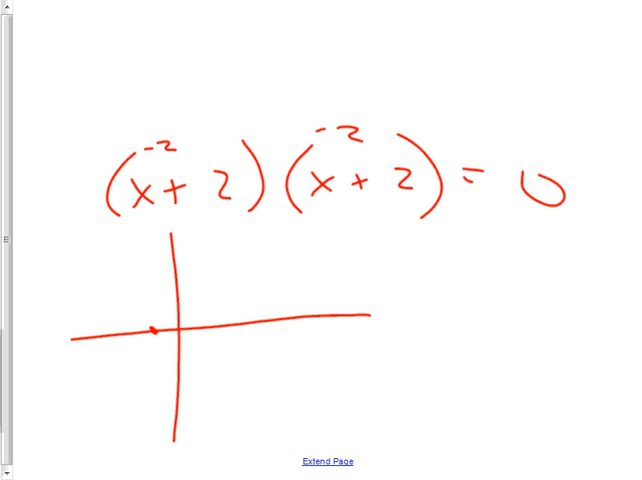 -2 -2
(x + 2) (x + 2) = 0
Extend Page